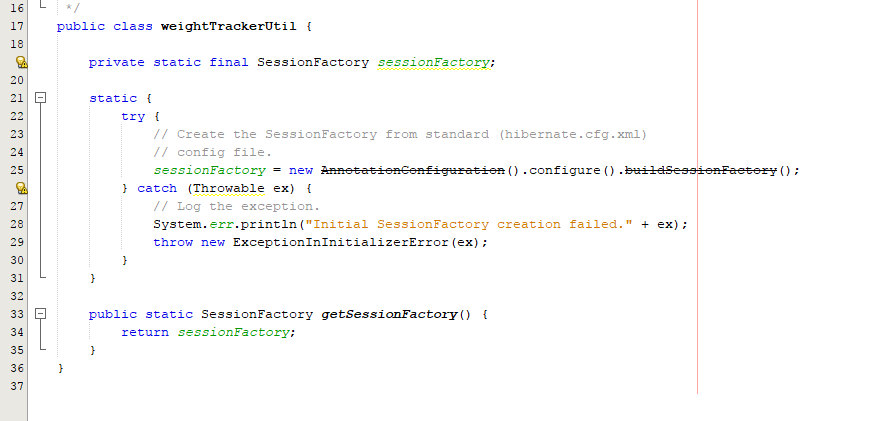 16 */
17 public class weightTrackerUtil {
18
private static final SessionFactory sessionFactory;
20
21 static {
22 try {
23 // Create the SessionFactory from standard (hibernate.cfg.xml)
24 // config file.
25 sessionFactory = new AnnotationConfiguration().configure().buildSessionFactory();
} catch (Throwable ex) {
27 // Log the exception.
28 System.err.println("Initial SessionFactory creation failed." + ex);
29 throw new ExceptionInInitializerError(ex);
30 }
31 }
32
33 public static SessionFactory getSessionFactory() {
34 return sessionFactory;
35 }
36 }
37